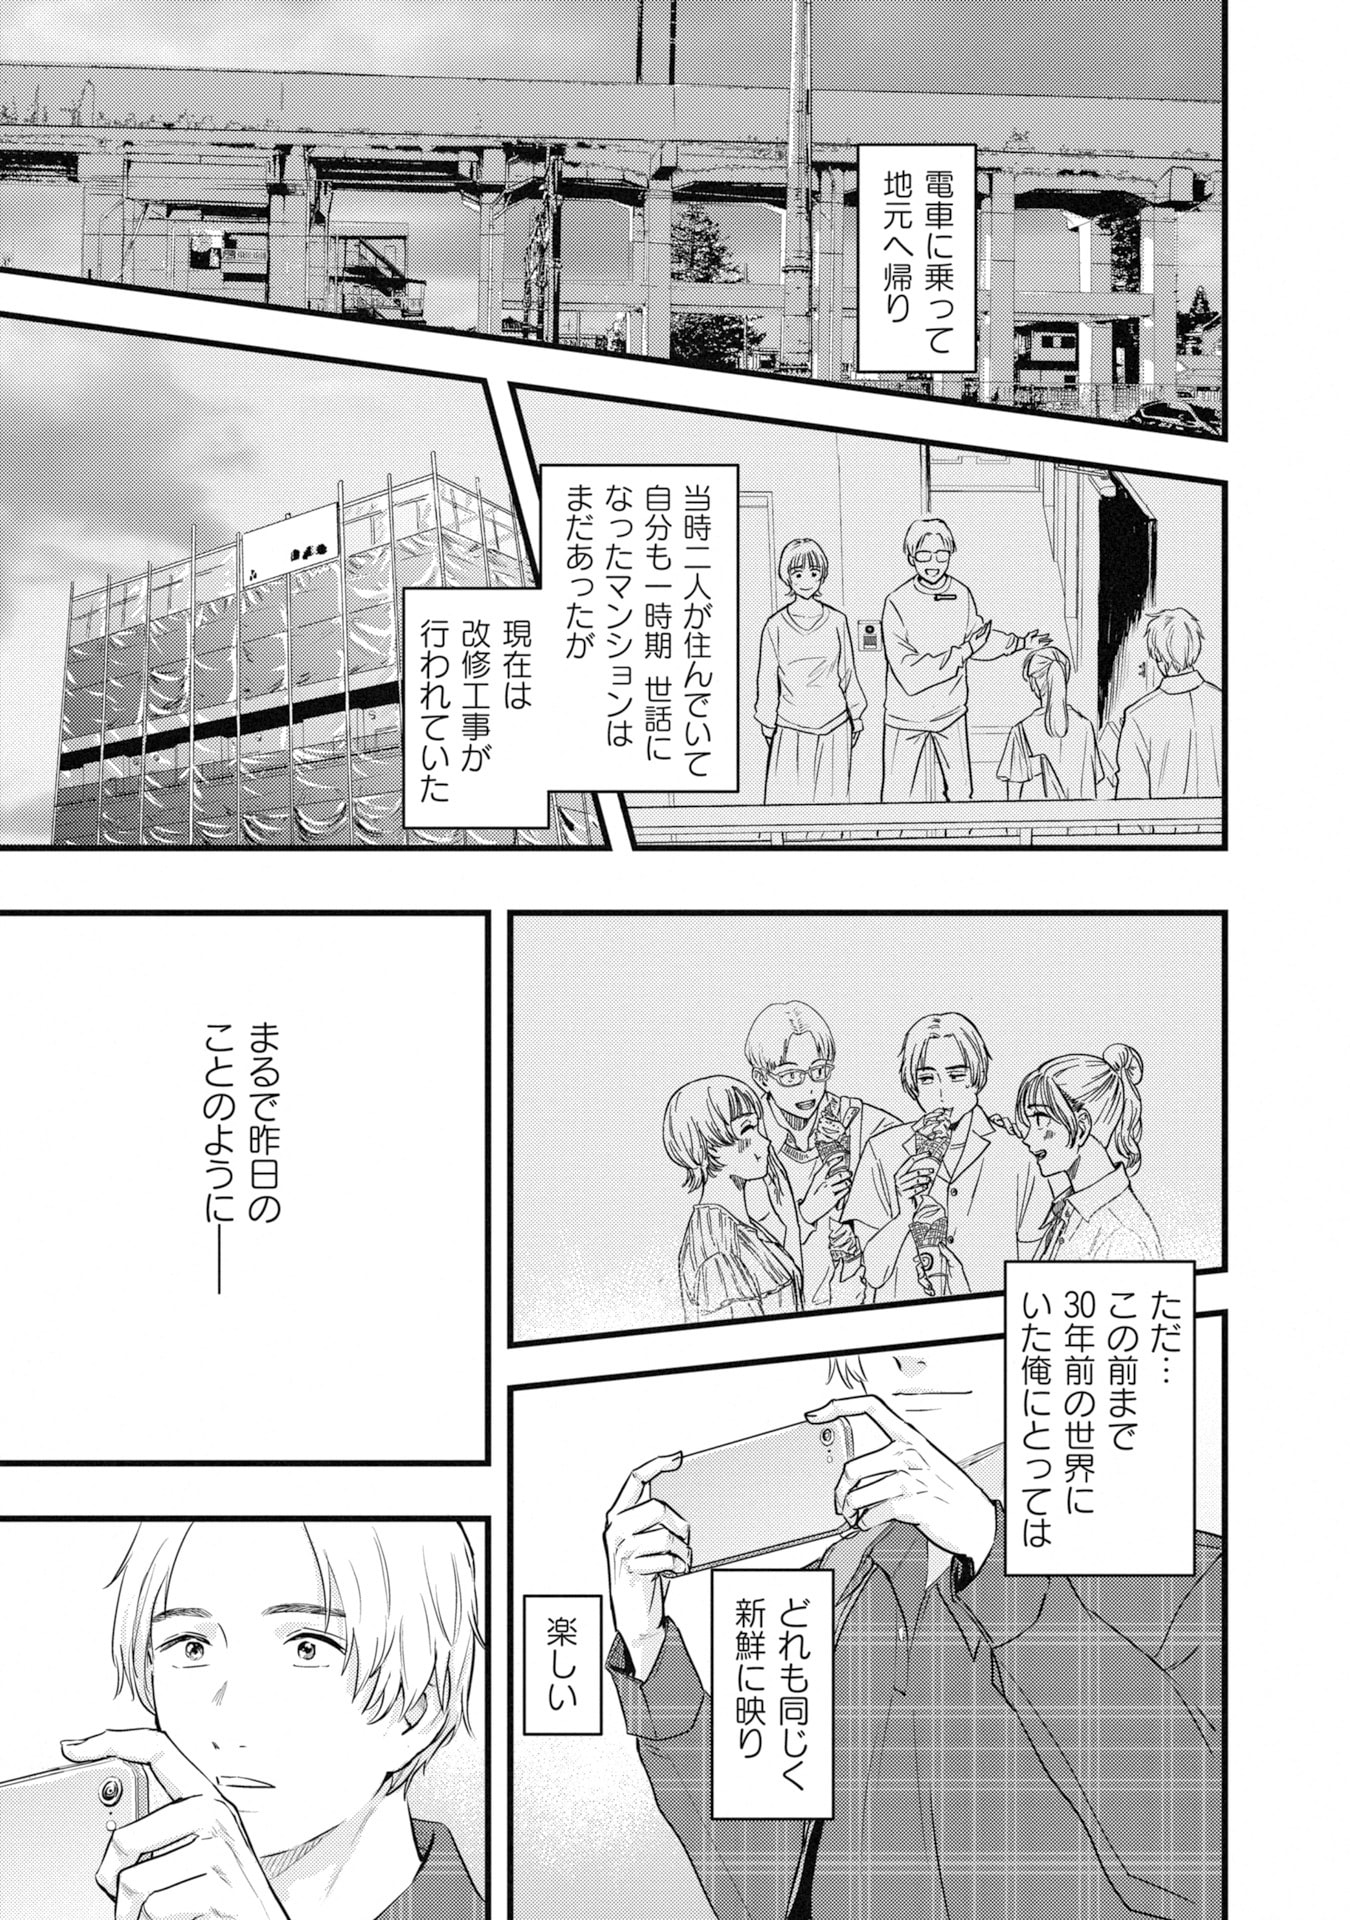 電車に乗って
地元へ帰り
当時二人が住んでいて
自分も一時期 世話に
なったマンションは
まだあったが
現在は
改修工事が
行われていた
ただ…
この前まで
30年前の世界に
いた俺にとっては
どれも同じく
新鮮に映り
楽しい
まるで昨日の
ことのように――